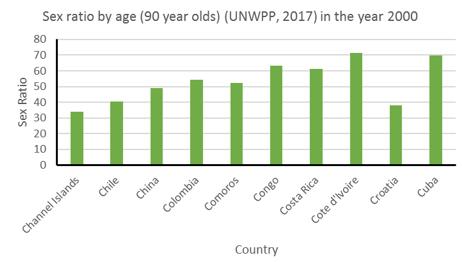 Sex ratio by age (90 year olds) (UNWPP, 2017) in the year 2000
80
70
60
50
40
30
20
10
0
Sex Ratio
Channel Islands
Chile
China
Colombia
Comoros
Congo
Costa Rica
Cote d'Ivoire
Croatia
Cuba
Country